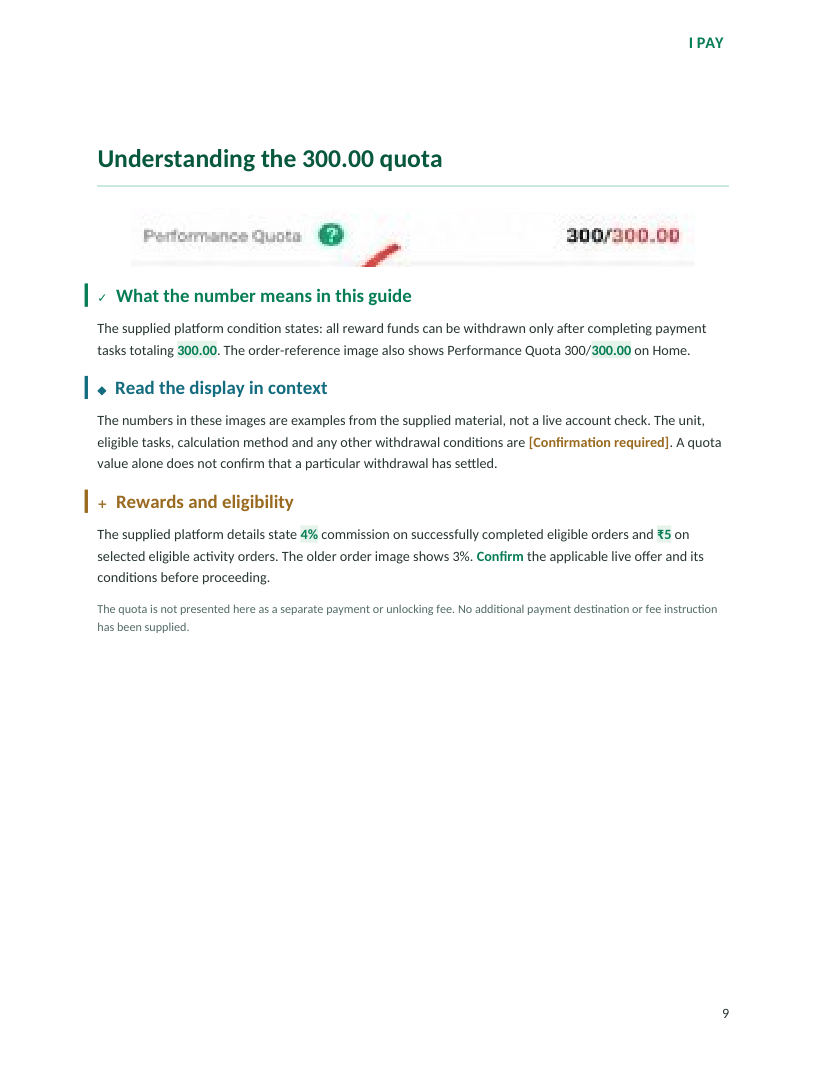 I PAY
Understanding the 300.00 quota
Performance Quota ? 300/300.00
✓ What the number means in this guide
The supplied platform condition states: all reward funds can be withdrawn only after completing payment
tasks totaling 300.00. The order-reference image also shows Performance Quota 300/300.00 on Home.
◆ Read the display in context
The numbers in these images are examples from the supplied material, not a live account check. The unit,
eligible tasks, calculation method and any other withdrawal conditions are [Confirmation required]. A quota
value alone does not confirm that a particular withdrawal has settled.
+ Rewards and eligibility
The supplied platform details state 4% commission on successfully completed eligible orders and ₹5 on
selected eligible activity orders. The older order image shows 3%. Confirm the applicable live offer and its
conditions before proceeding.
The quota is not presented here as a separate payment or unlocking fee. No additional payment destination or fee instruction
has been supplied.
9